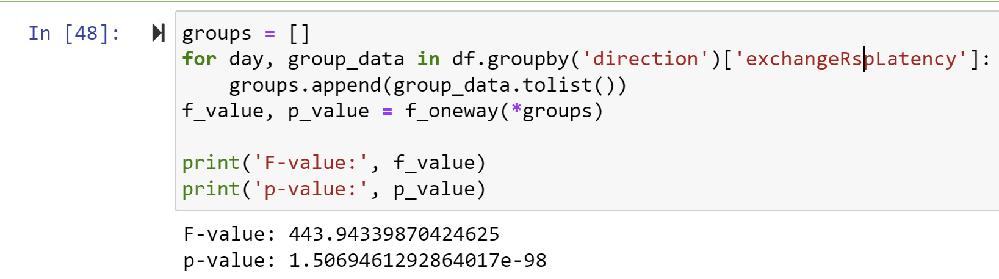 In [48]:
groups = []
for day, group_data in df.groupby('direction')['exchangeRspLatency']:
    groups.append(group_data.tolist())
f_value, p_value = f_oneway(*groups)

print('F-value:', f_value)
print('p-value:', p_value)
F-value: 443.94339870424625
p-value: 1.5069461292864017e-98